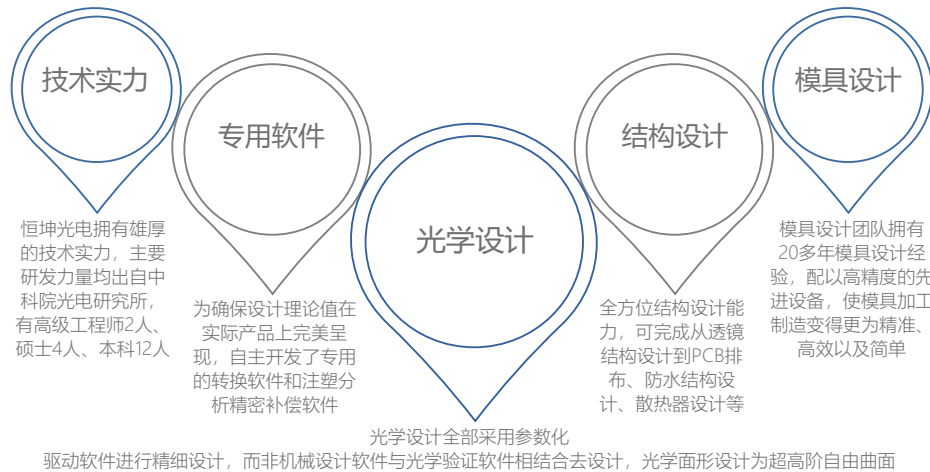 技术实力
恒坤光电拥有雄厚
的技术实力，主要
研发力量均出自中
科院光电研究所，
有高级工程师2人、
硕士4人、本科12人
专用软件
为确保设计理论值在
实际产品上完美呈
现，自主开发了专用
的转换软件和注塑分
析精密补偿软件
光学设计
光学设计全部采用参数化
驱动软件进行精细设计，而非机械设计软件与光学验证软件相结合去设计，光学面形设计为超高阶自由曲面
结构设计
全方位结构设计能
力，可完成从透镜
结构设计到PCB排
布、防水结构设
计、散热器设计等
模具设计
模具设计团队拥有
20多年模具设计经
验，配以高精度的先
进设备，使模具加工
制造变得更为精准、
高效以及简单